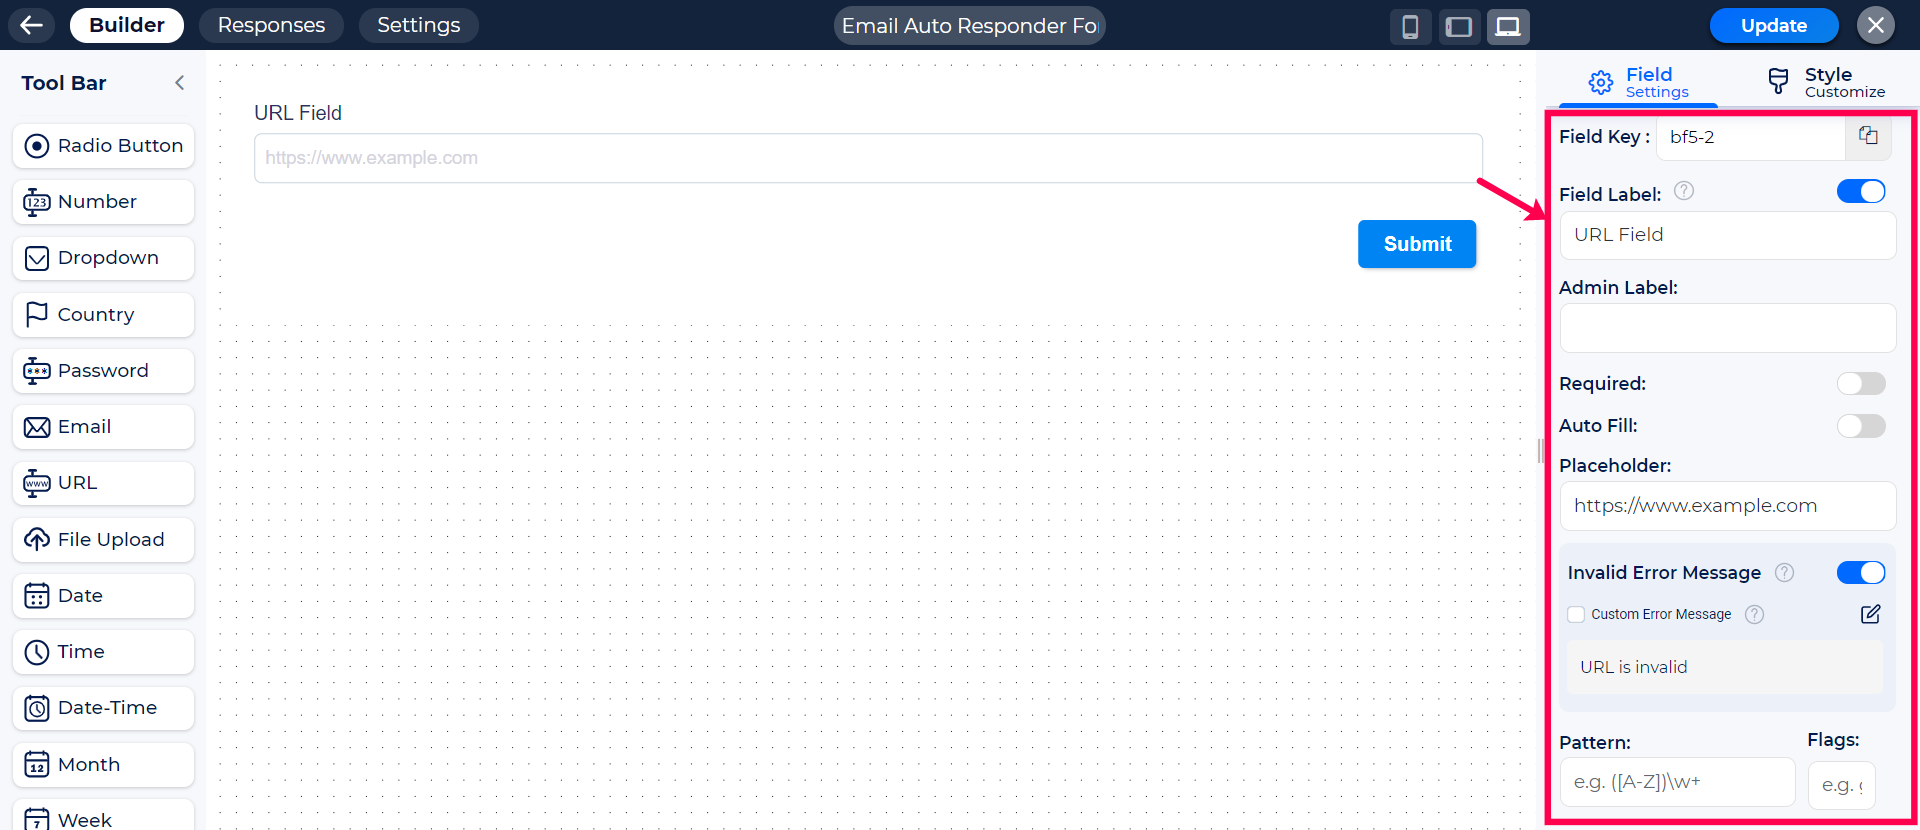 Builder
Responses
Settings
Email Auto Responder Fo
Update
Tool Bar
Radio Button
Number
Dropdown
Country
Password
Email
URL
File Upload
Date
Time
Date-Time
Month
Week
URL Field
https://www.example.com
Submit
Field
Settings
Style
Customize
Field Key :
bf5-2
Field Label:
URL Field
Admin Label:
Required:
Auto Fill:
Placeholder:
https://www.example.com
Invalid Error Message
Custom Error Message
URL is invalid
Pattern:
Flags:
e.g. ([A-Z])\w+
e.g.